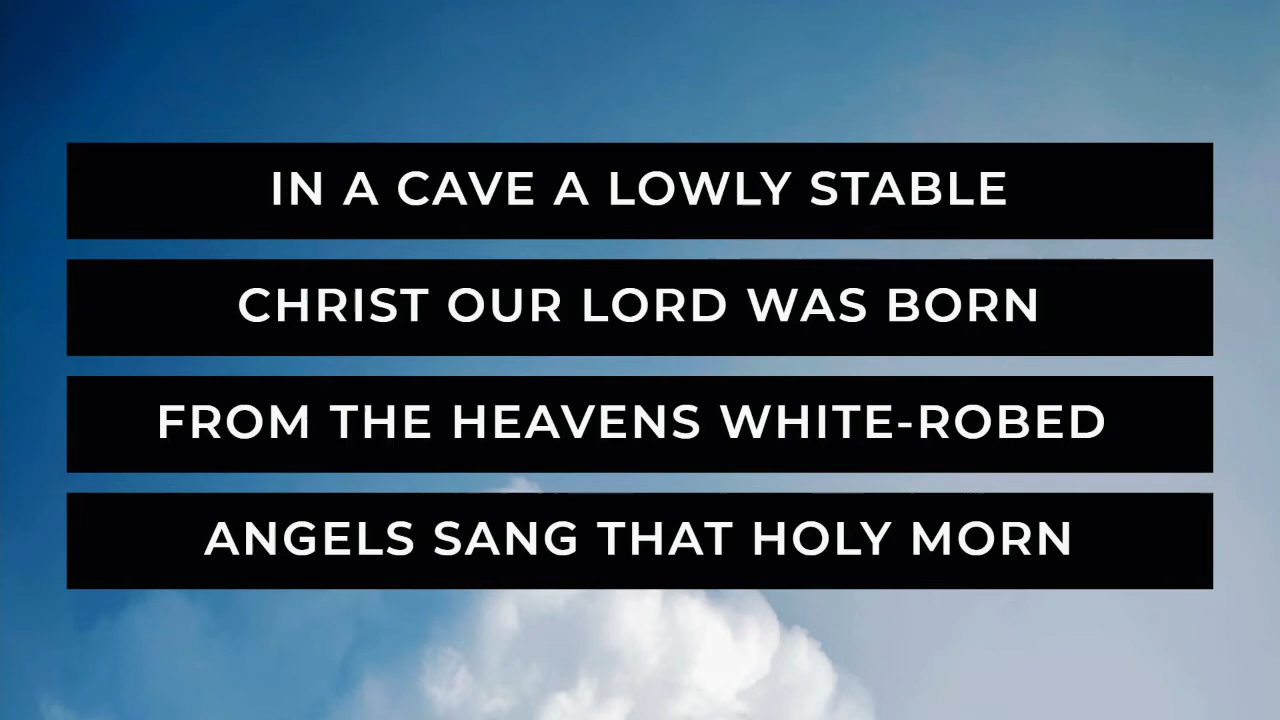 IN A CAVE A LOWLY STABLE
CHRIST OUR LORD WAS BORN
FROM THE HEAVENS WHITE-ROBED
ANGELS SANG THAT HOLY MORN